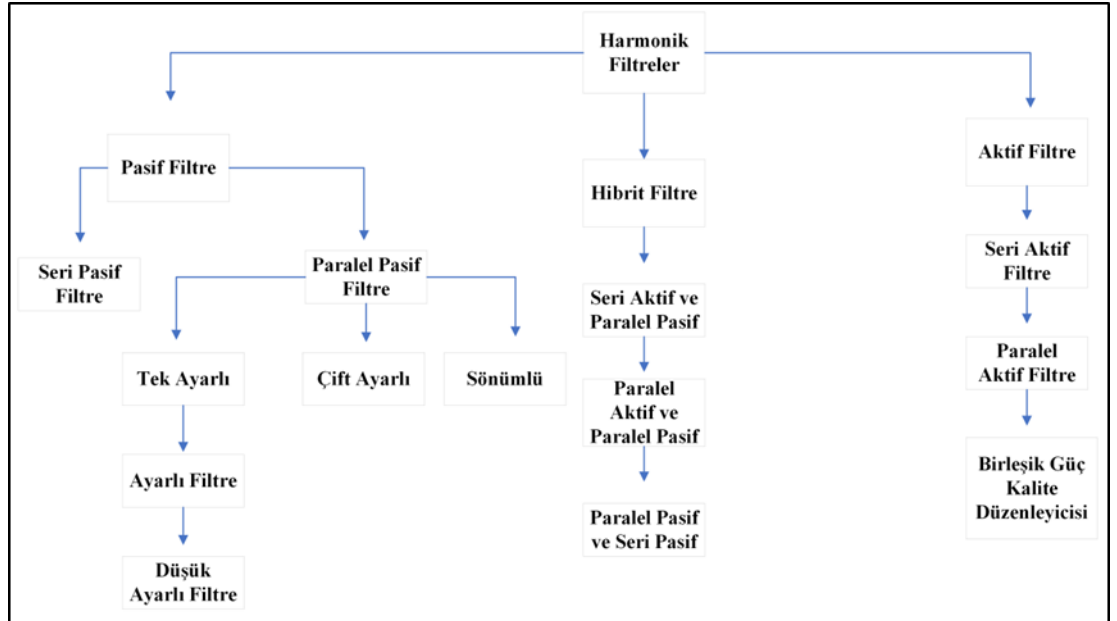 Harmonik
Filtreler
Pasif Filtre
Hibrit Filtre
Aktif Filtre
Seri Pasif
Filtre
Paralel Pasif
Filtre
Seri Aktif ve
Paralel Pasif
Seri Aktif
Filtre
Tek Ayarlı
Çift Ayarlı
Sönümlü
Paralel
Aktif ve
Paralel Pasif
Paralel
Aktif Filtre
Ayarlı Filtre
Paralel Pasif
ve Seri Pasif
Birleşik Güç
Kalite
Düzenleyicisi
Düşük
Ayarlı Filtre